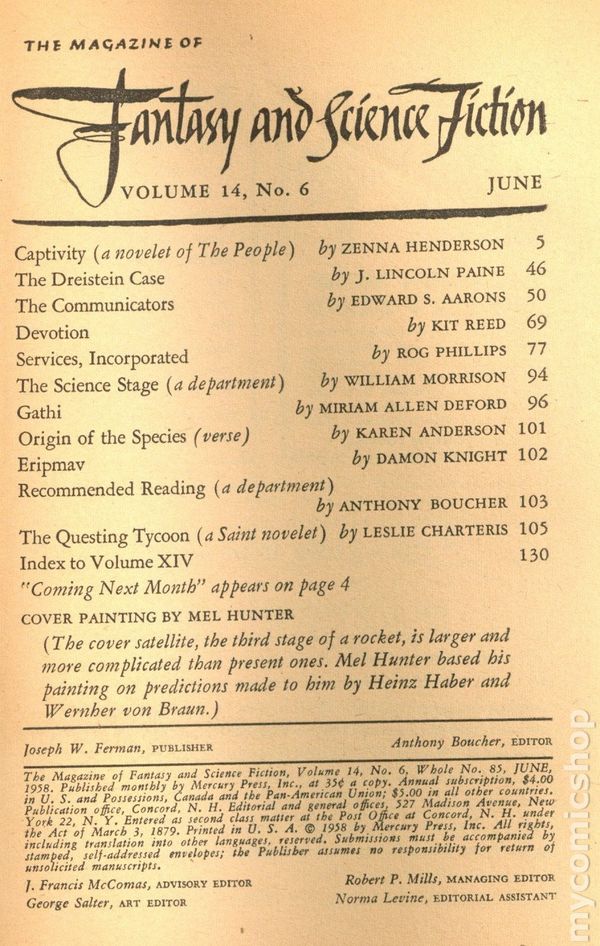 THE MAGAZINE OF
Fantasy and Science Fiction
VOLUME 14, No. 6 JUNE
Captivity (a novelet of The People) by ZENNA HENDERSON 5
The Dreistein Case by J. LINCOLN PAINE 46
The Communicators by EDWARD S. AARONS 50
Devotion by KIT REED 69
Services, Incorporated by ROG PHILLIPS 77
The Science Stage (a department) by WILLIAM MORRISON 94
Gathi by MIRIAM ALLEN DEFORD 96
Origin of the Species (verse) by KAREN ANDERSON 101
Eripmav by DAMON KNIGHT 102
Recommended Reading (a department)
by ANTHONY BOUCHER 103
The Questing Tycoon (a Saint novelet) by LESLIE CHARTERIS 105
Index to Volume XIV 130
"Coming Next Month" appears on page 4
COVER PAINTING BY MEL HUNTER
(The cover satellite, the third stage of a rocket, is larger and
more complicated than present ones. Mel Hunter based his
painting on predictions made to him by Heinz Haber and
Wernher von Braun.)
Joseph W. Ferman, PUBLISHER Anthony Boucher, EDITOR
The Magazine of Fantasy and Science Fiction, Volume 14, No. 6, Whole No. 85, JUNE,
1958. Published monthly by Mercury Press, Inc., at 35¢ a copy. Annual subscription, $4.00
in U. S. and Possessions, Canada and the Pan-American Union; $5.00 in all other countries.
Publication office, Concord, N. H. Editorial and general offices, 527 Madison Avenue, New
York 22, N. Y. Entered as second class matter at the Post Office at Concord, N. H. under
the Act of March 3, 1879. Printed in U. S. A. © 1958 by Mercury Press, Inc. All rights,
including translation into other languages, reserved. Submissions must be accompanied by
stamped, self-addressed envelopes; the Publisher assumes no responsibility for return of
unsolicited manuscripts.
J. Francis McComas, ADVISORY EDITOR Robert P. Mills, MANAGING EDITOR
George Salter, ART EDITOR Norma Levine, EDITORIAL ASSISTANT
mycomicshop